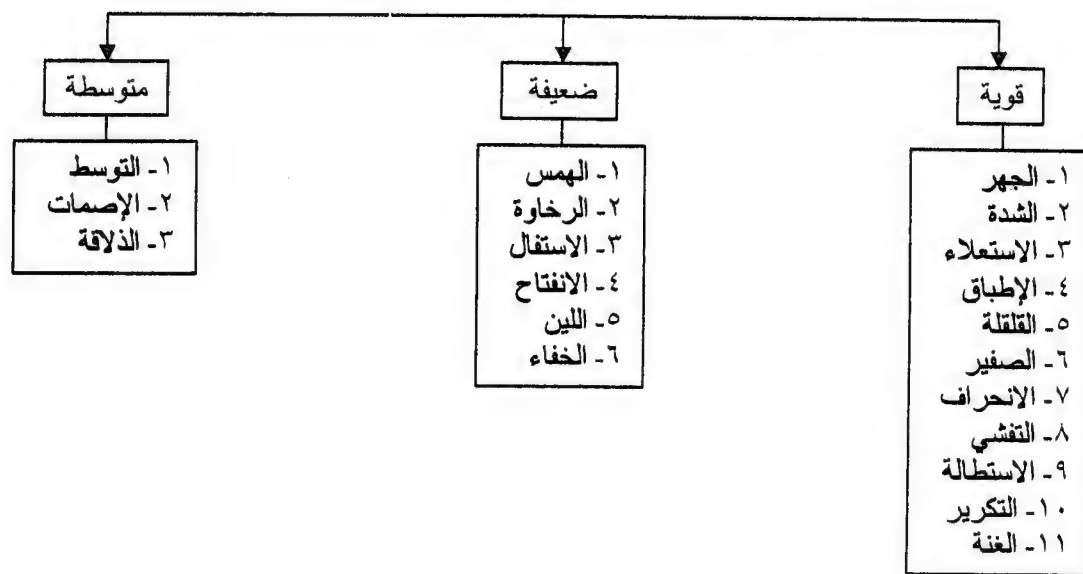 قوية
١- الجهر
٢- الشدة
٣- الاستعلاء
٤- الإطباق
٥- القلقلة
٦- الصفير
٧- الانحراف
٨- التفشي
٩- الاستطالة
١٠- التكرير
١١- الغنة
ضعيفة
١- الهمس
٢- الرخاوة
٣- الاستفال
٤- الانفتاح
٥- اللين
٦- الخفاء
متوسطة
١- التوسط
٢- الإصمات
٣- الذلاقة